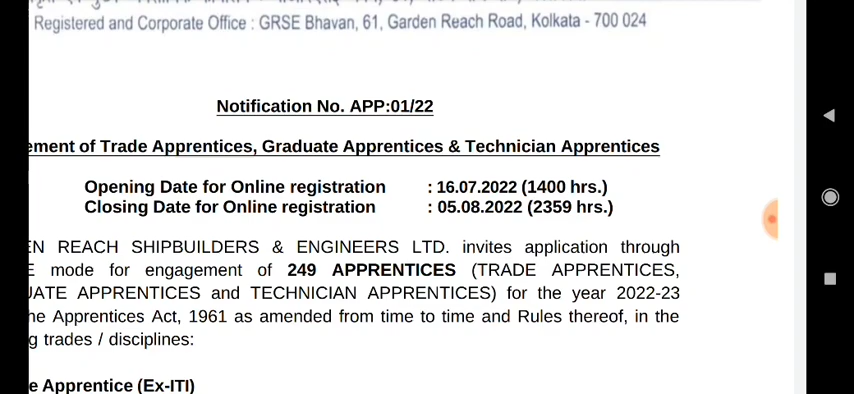 Registered and Corporate Office : GRSE Bhavan, 61, Garden Reach Road, Kolkata - 700 024
Notification No. APP:01/22
ement of Trade Apprentices, Graduate Apprentices & Technician Apprentices
Opening Date for Online registration : 16.07.2022 (1400 hrs.)
Closing Date for Online registration : 05.08.2022 (2359 hrs.)
EN REACH SHIPBUILDERS & ENGINEERS LTD. invites application through
E mode for engagement of 249 APPRENTICES (TRADE APPRENTICES,
UATE APPRENTICES and TECHNICIAN APPRENTICES) for the year 2022-23
he Apprentices Act, 1961 as amended from time to time and Rules thereof, in the
g trades / disciplines:
e Apprentice (Ex-ITI)